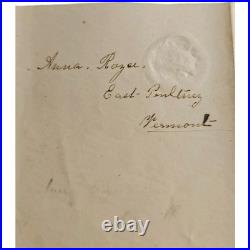 Anna. Royce.
East-Poultney
Vermont